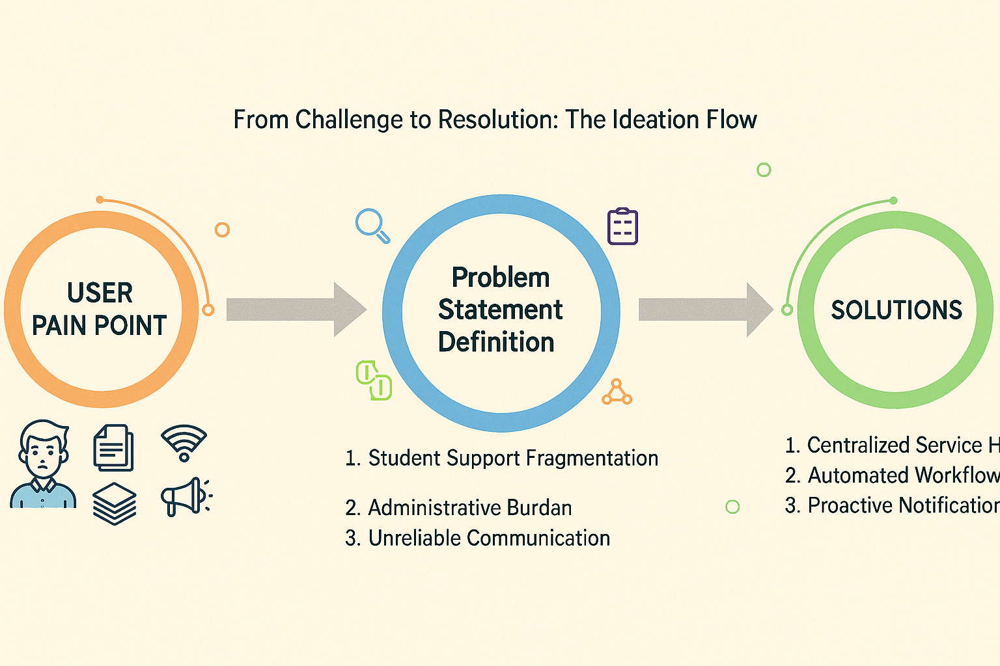 From Challenge to Resolution: The Ideation Flow
USER
PAIN POINT
Problem
Statement
Definition
SOLUTIONS
1. Student Support Fragmentation
2. Administrative Burdan
3. Unreliable Communication
1. Centralized Service H
2. Automated Workflow
3. Proactive Notification